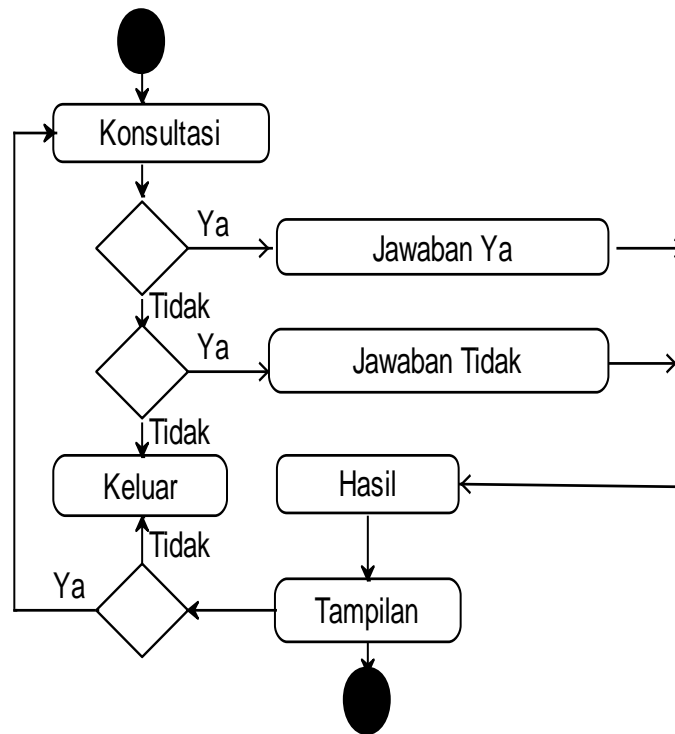 Konsultasi
Ya
Jawaban Ya
Tidak
Ya
Jawaban Tidak
Tidak
Keluar
Hasil
Tidak
Ya
Tampilan